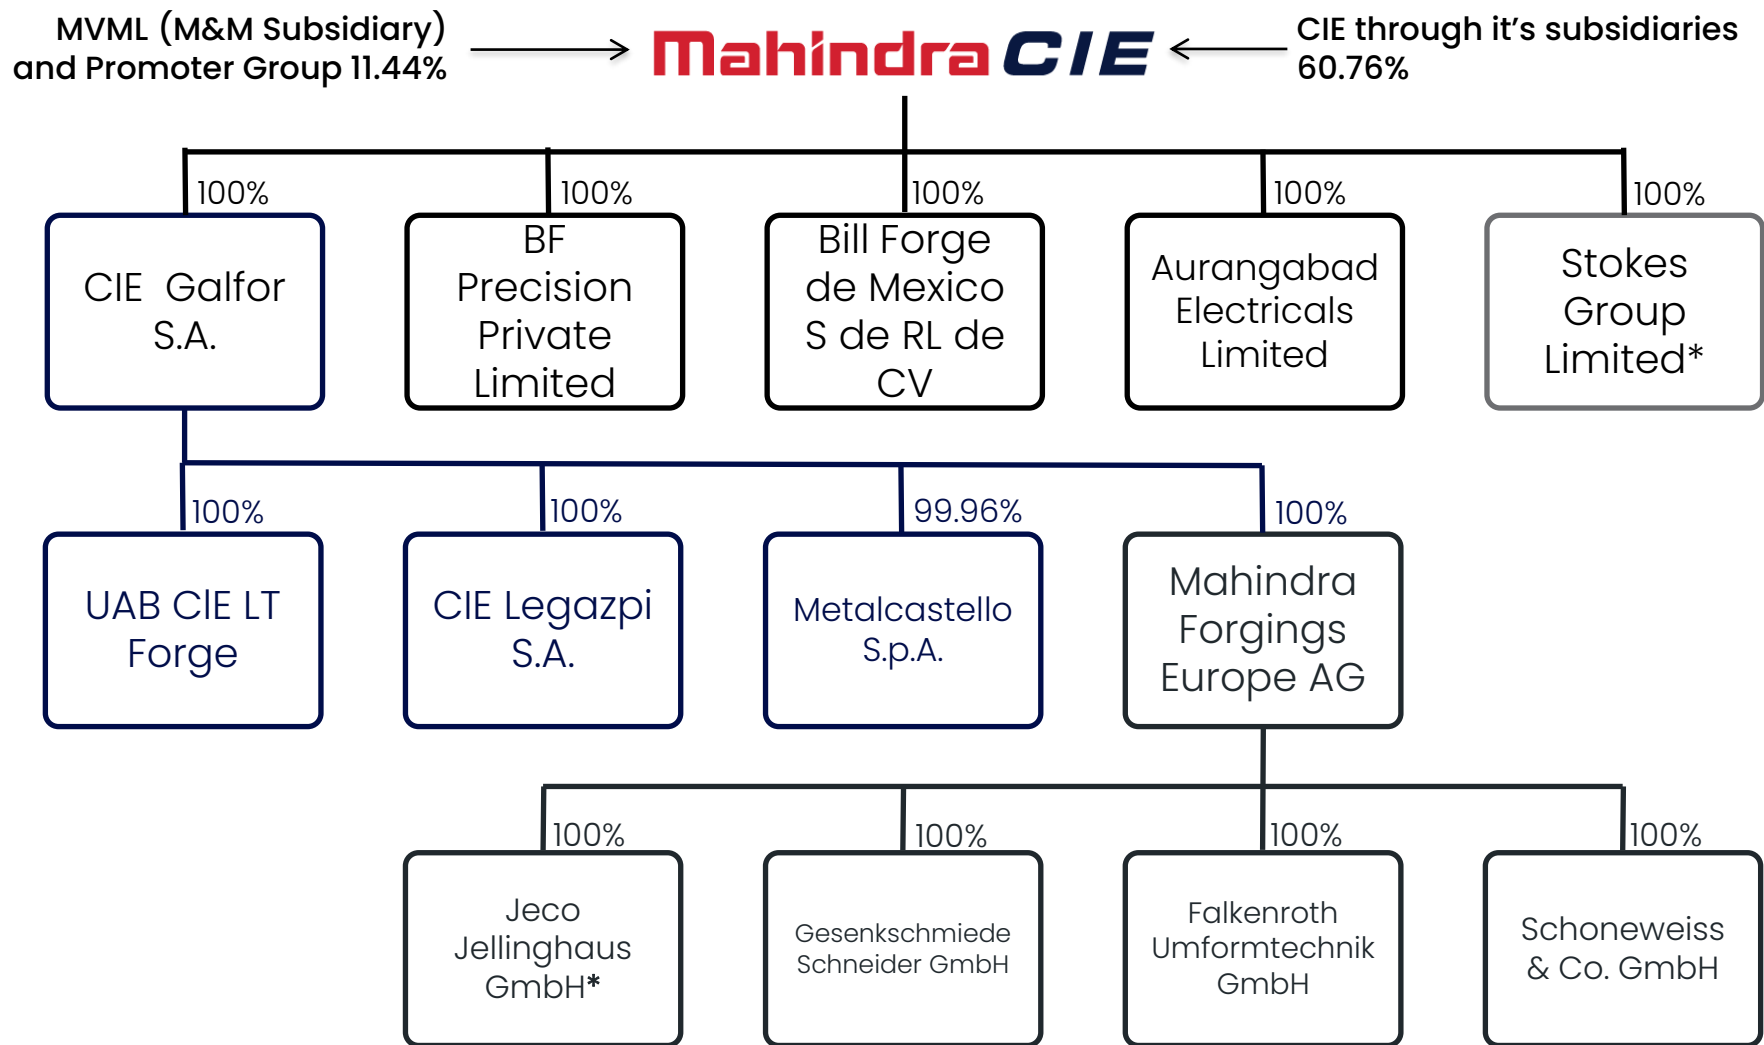 MVML (M&M Subsidiary)
and Promoter Group 11.44%
Mahindra CIE
CIE through it's subsidiaries
60.76%
100%
100%
100%
100%
100%
CIE Galfor
S.A.
BF
Precision
Private
Limited
Bill Forge
de Mexico
S de RL de
CV
Aurangabad
Electricals
Limited
Stokes
Group
Limited*
100%
100%
99.96%
100%
UAB CIE LT
Forge
CIE Legazpi
S.A.
Metalcastello
S.p.A.
Mahindra
Forgings
Europe AG
100%
100%
100%
100%
Jeco
Jellinghaus
GmbH*
Gesenkschmiede
Schneider GmbH
Falkenroth
Umformtechnik
GmbH
Schoneweiss
& Co. GmbH